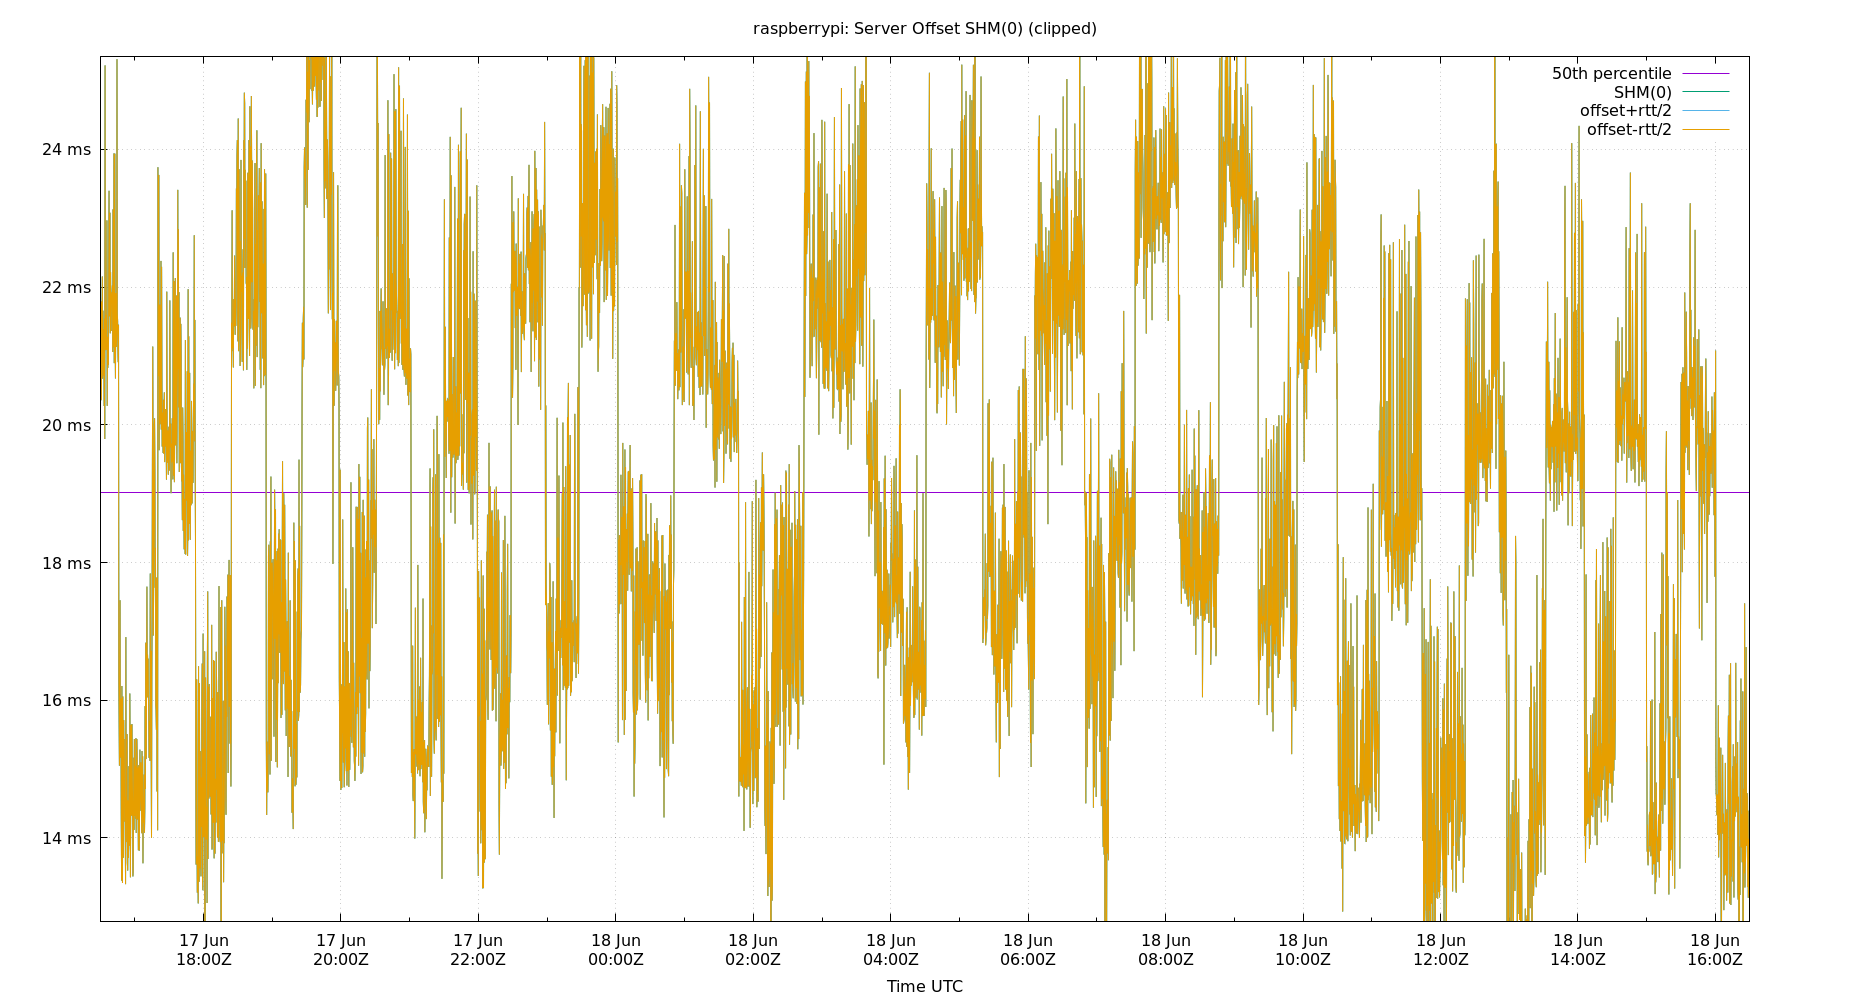 raspberrypi: Server Offset SHM(0) (clipped)
50th percentile
SHM(0)
offset+rtt/2
offset-rtt/2
24 ms
22 ms
20 ms
18 ms
16 ms
14 ms
17 Jun 17 Jun 17 Jun 18 Jun 18 Jun 18 Jun 18 Jun 18 Jun 18 Jun 18 Jun 18 Jun 18 Jun
18:00Z 20:00Z 22:00Z 00:00Z 02:00Z 04:00Z 06:00Z 08:00Z 10:00Z 12:00Z 14:00Z 16:00Z
Time UTC